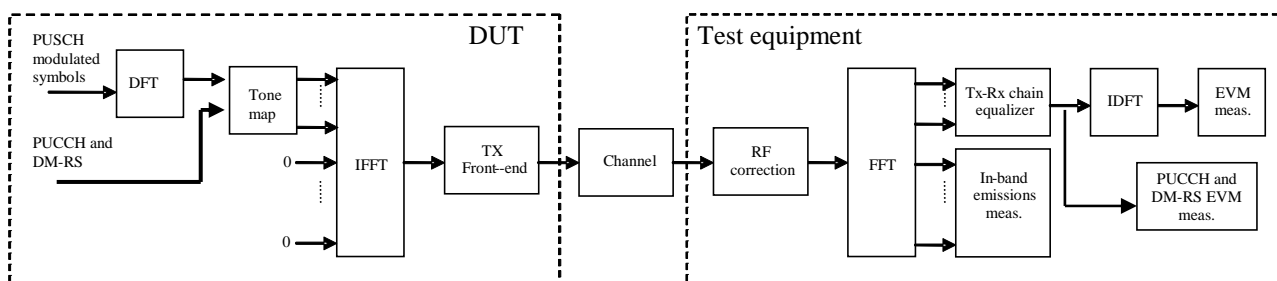 DUT
Test equipment
PUSCH
modulated
symbols
DFT
Tone
map
PUCCH and
DM-RS
0
0
IFFT
TX
Front--end
Channel
RF
correction
FFT
Tx-Rx chain
equalizer
IDFT
EVM
meas.
In-band
emissions
meas.
PUCCH and
DM-RS EVM
meas.